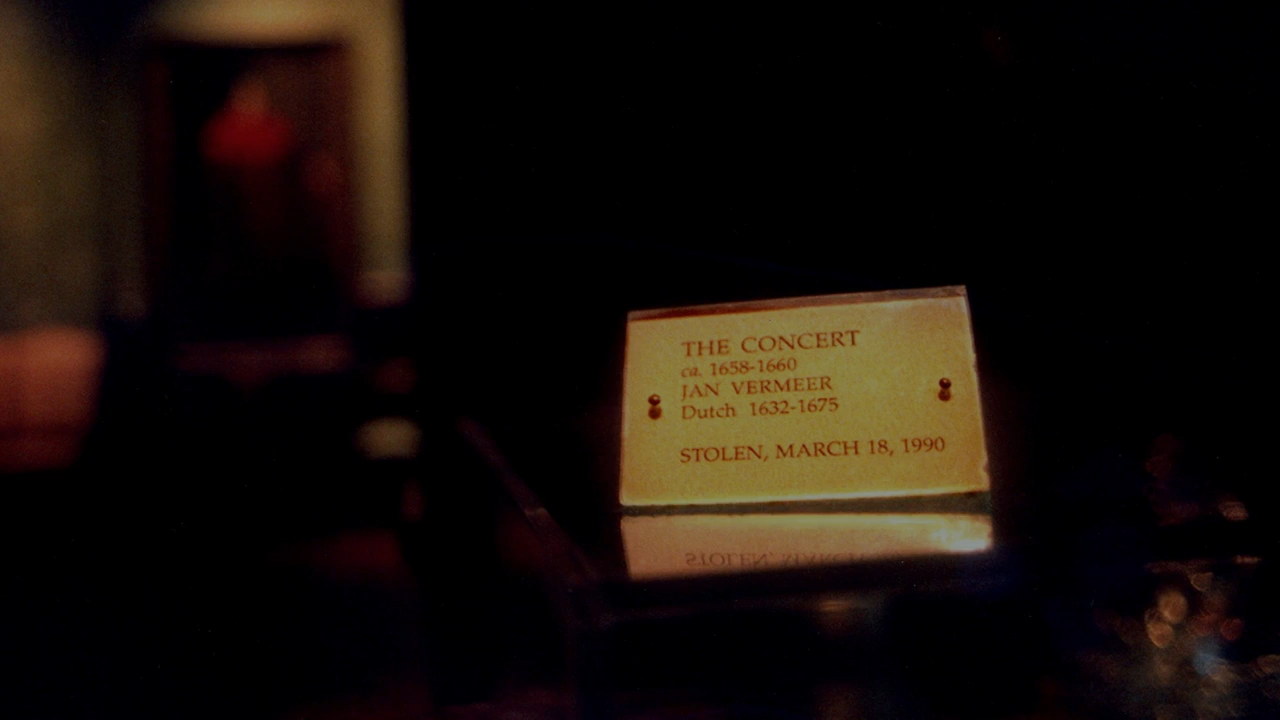 THE CONCERT
ca. 1658-1660
JAN VERMEER
Dutch 1632-1675
STOLEN, MARCH 18, 1990